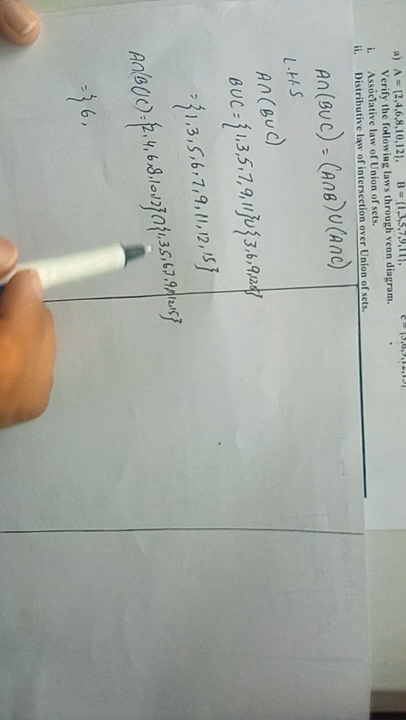 a) A = {2,4,6,8,10,12}, B = {1,3,5,7,9,11},
Verify the following laws through venn diagram.
i. Associative law of Union of sets.
ii. Distributive law of intersection over Union of sets.
A∩(B∪C) = (A∩B)∪(A∩C)
L.H.S
A∩(B∪C)
B∪C={1,3,5,7,9,11}∪{3,6,9,12,15}
={1,3,5,6,7,9,11,12,15}
A∩(B∪C)={2,4,6,8,10,12}∩{1,3,5,6,7,9,11,12,15}
={6,